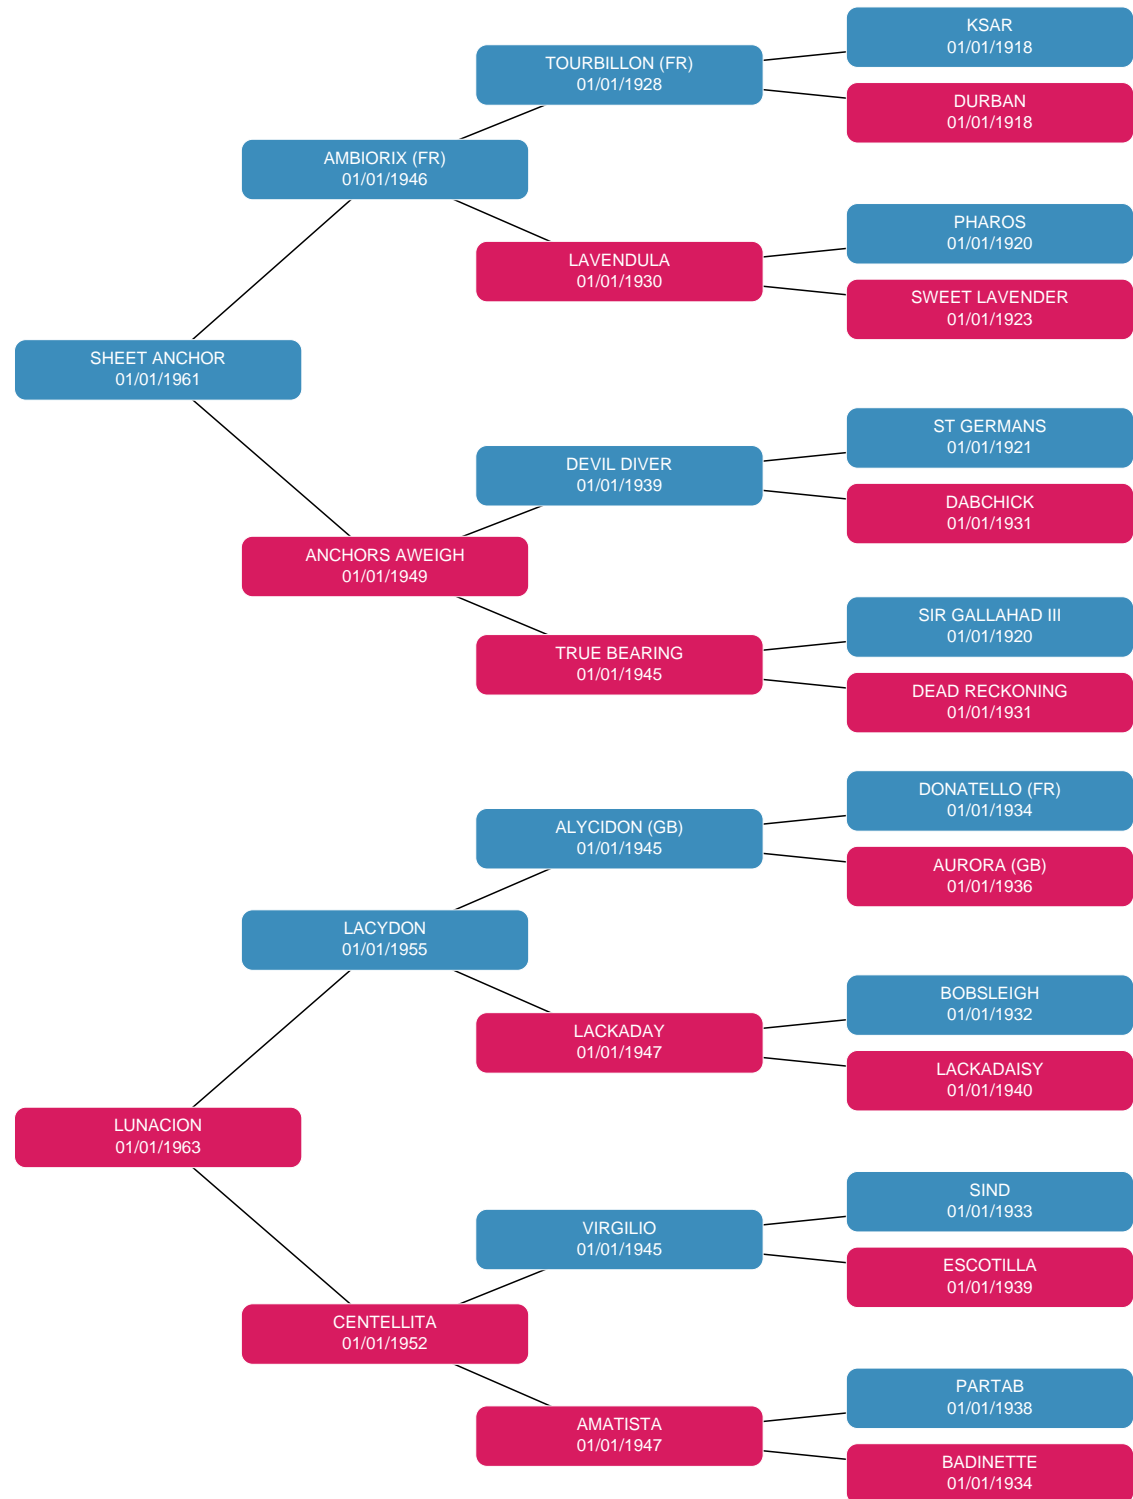 KSAR
01/01/1918
TOURBILLON (FR)
01/01/1928
DURBAN
01/01/1918
AMBIORIX (FR)
01/01/1946
PHAROS
01/01/1920
LAVENDULA
01/01/1930
SWEET LAVENDER
01/01/1923
SHEET ANCHOR
01/01/1961
ST GERMANS
01/01/1921
DEVIL DIVER
01/01/1939
DABCHICK
01/01/1931
ANCHORS AWEIGH
01/01/1949
SIR GALLAHAD III
01/01/1920
TRUE BEARING
01/01/1945
DEAD RECKONING
01/01/1931
DONATELLO (FR)
01/01/1934
ALYCIDON (GB)
01/01/1945
AURORA (GB)
01/01/1936
LACYDON
01/01/1955
BOBSLEIGH
01/01/1932
LACKADAY
01/01/1947
LACKADAISY
01/01/1940
LUNACION
01/01/1963
SIND
01/01/1933
VIRGILIO
01/01/1945
ESCOTILLA
01/01/1939
CENTELLITA
01/01/1952
PARTAB
01/01/1938
AMATISTA
01/01/1947
BADINETTE
01/01/1934